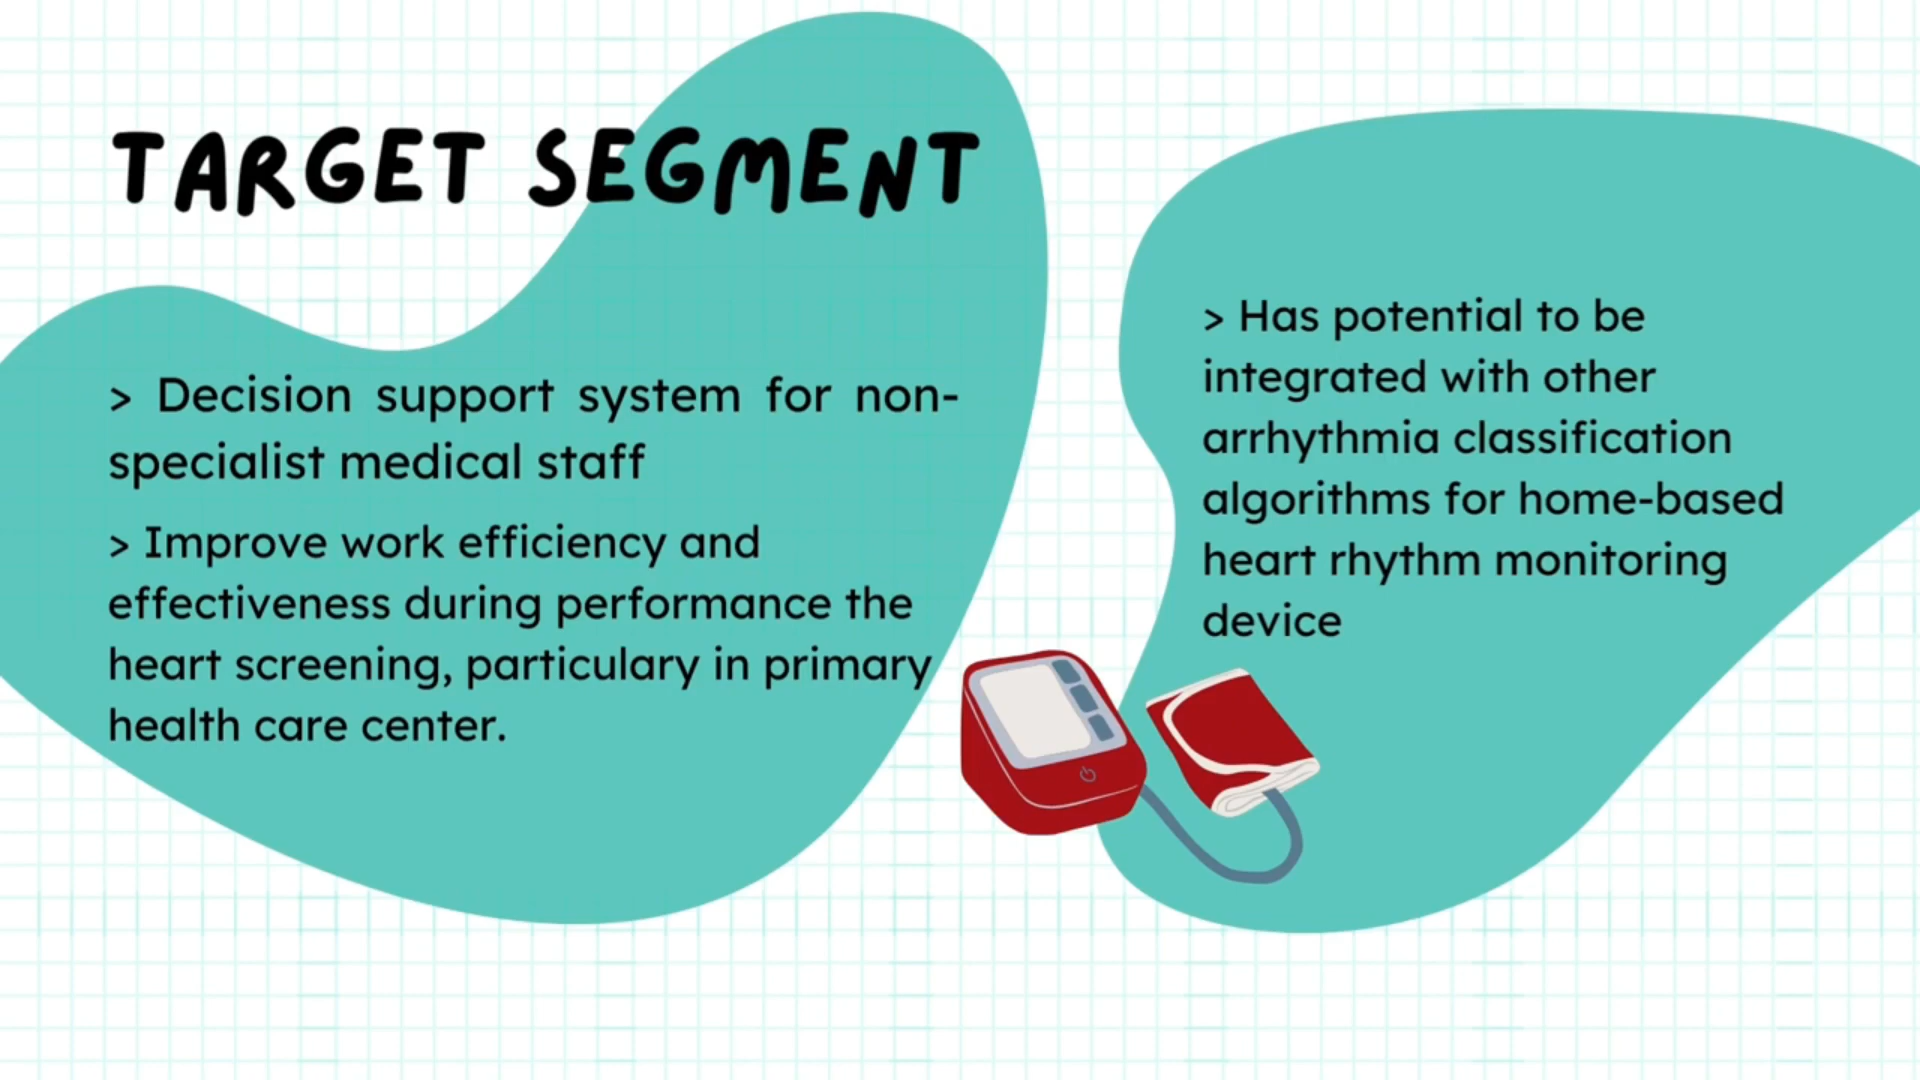 TARGET SEGMENT
> Decision support system for non-
specialist medical staff
> Improve work efficiency and
effectiveness during performance the
heart screening, particulary in primary
health care center.
> Has potential to be
integrated with other
arrhythmia classification
algorithms for home-based
heart rhythm monitoring
device